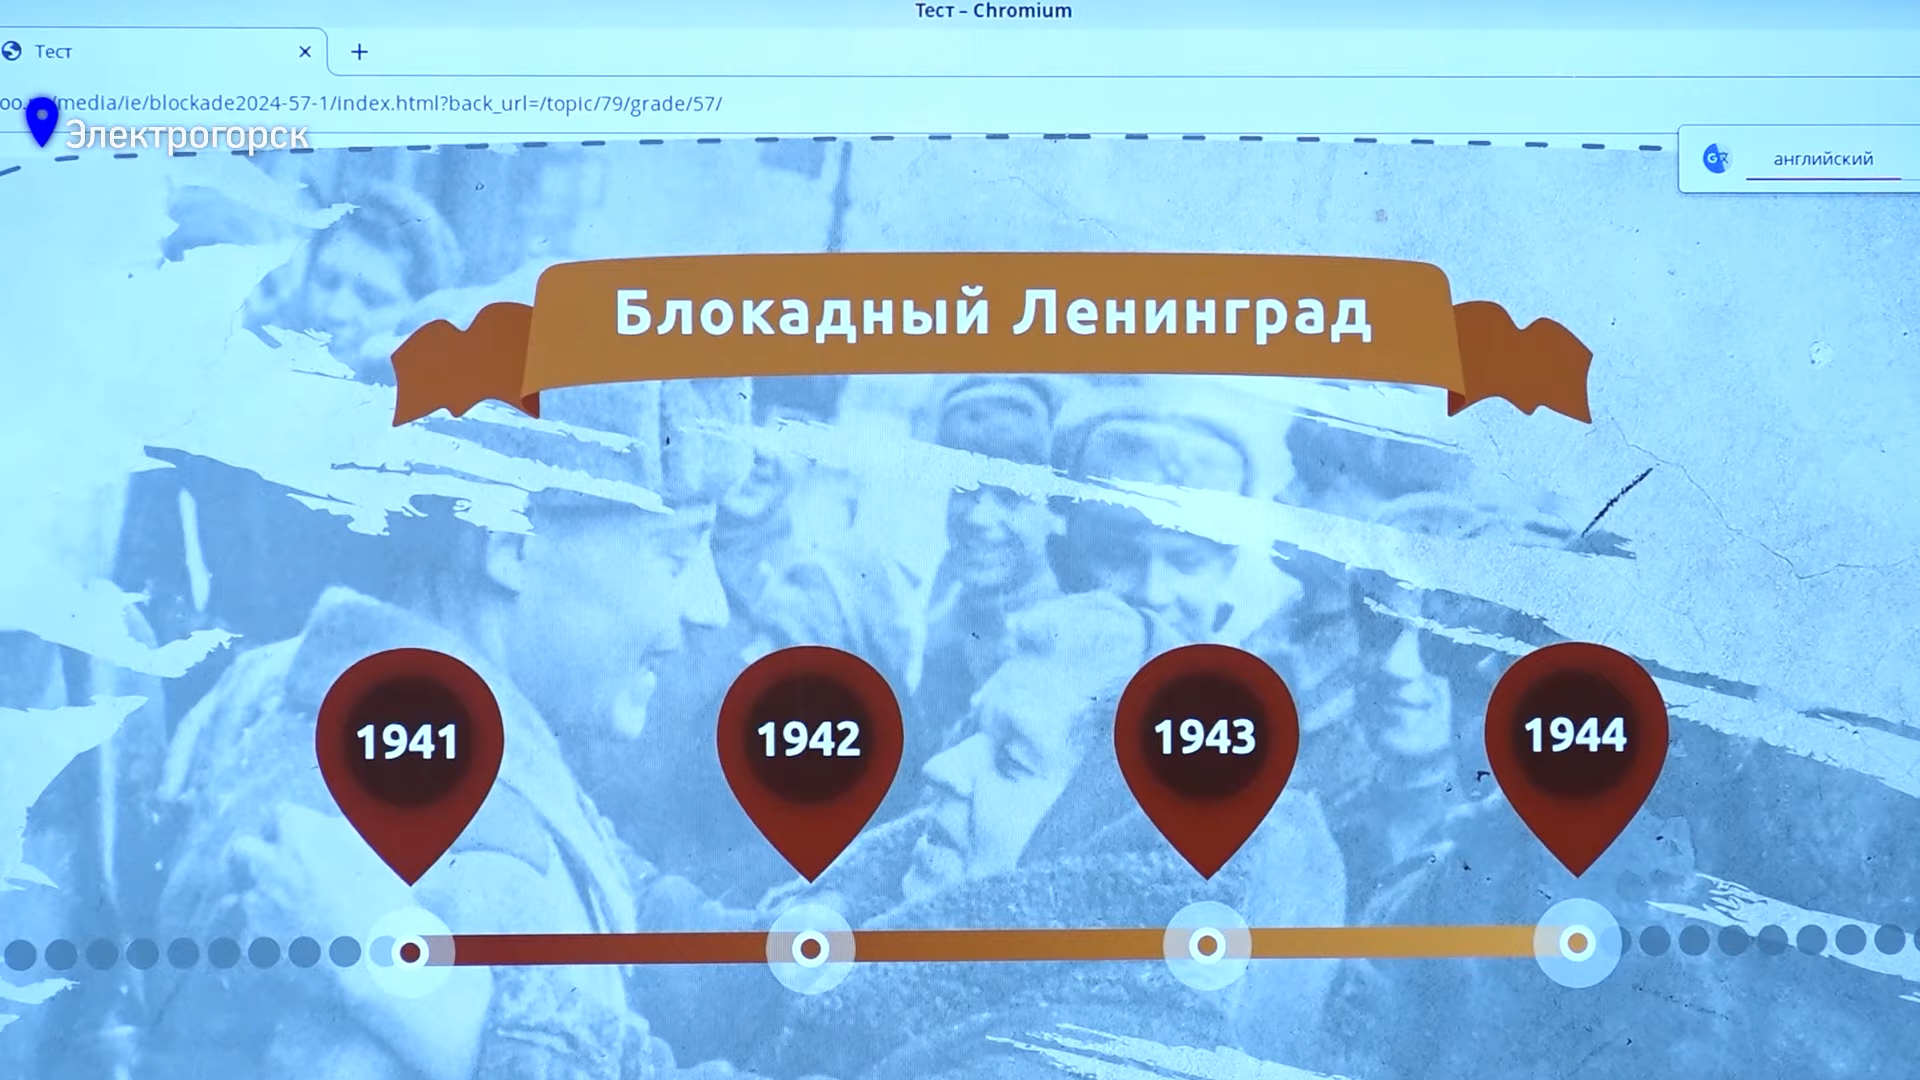 Тест – Chromium
Тест
/media/ie/blockade2024-57-1/index.html?back_url=/topic/79/grade/57/
Электрогорск
английский
Блокадный Ленинград
1941
1942
1943
1944